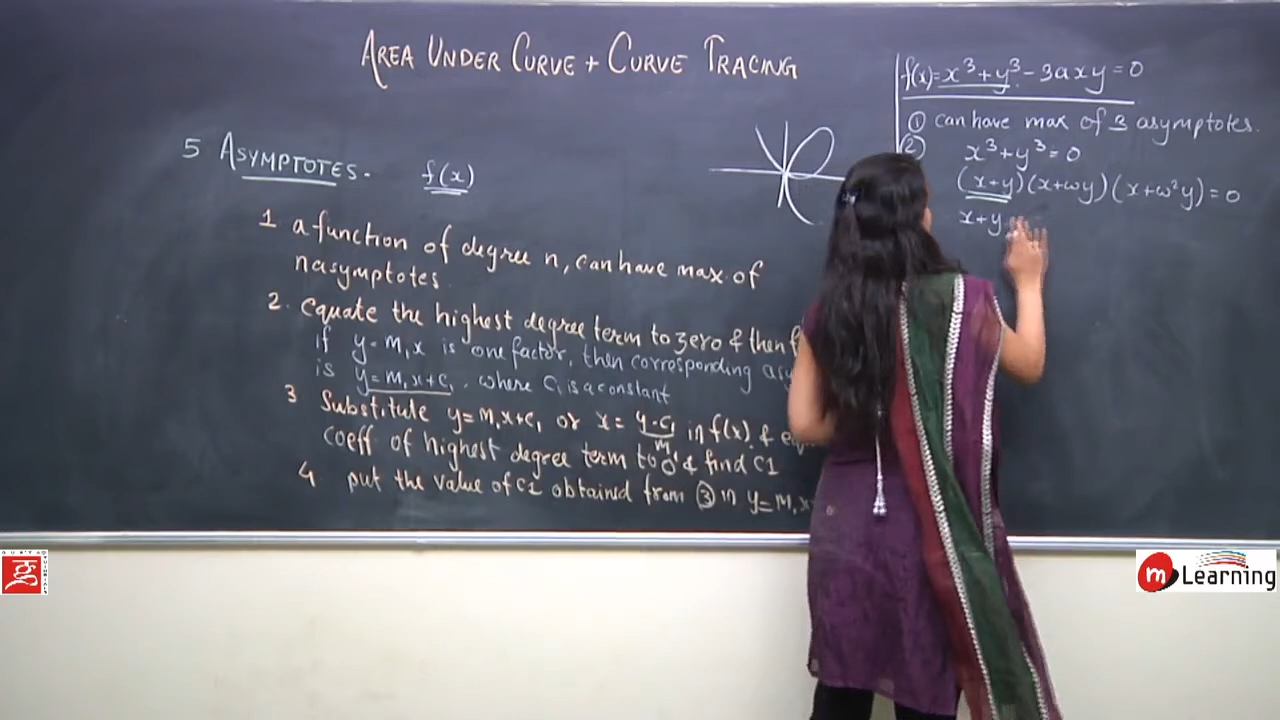 AREA UNDER CURVE + CURVE TRACING
5 ASYMPTOTES. f(x)
1 a function of degree n, can have max of
n asymptotes.
2. equate the highest degree term to zero & then
if y = M₁x is one factor, then corresponding
is y = M₁x + C₁. where C₁ is a constant
3 Substitute y = M₁x + C₁ or x = y - C₁ / m in f(x). &
coeff of highest degree term to '0' & find C1
4 put the value of C1 obtained from ③ in y = M₁x
f(x) = x³ + y³ - 3axy = 0
① can have max of 3 asymptotes.
② x³ + y³ = 0
(x+y)(x+ωy)(x+ω²y) = 0
x+y
GUPTA TUTORIALS
m Learning